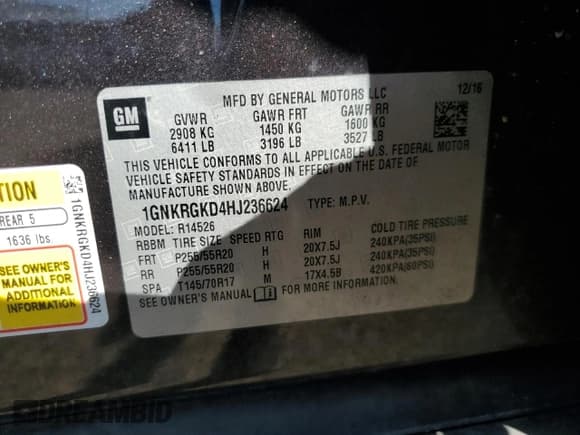 MFD BY GENERAL MOTORS LLC
12/16
GM
GVWR GAWR FRT GAWR RR
2908 KG 1450 KG 1600 KG
6411 LB 3196 LB 3527 LB
THIS VEHICLE CONFORMS TO ALL APPLICABLE U.S. FEDERAL MOTOR
VEHICLE SAFETY STANDARDS IN EFFECT ON THE DATE OF
MANUFACTURE SHOWN ABOVE.
1GNKRGKD4HJ236624 TYPE: M.P.V.
MODEL: R14526
RBBM TIRE SIZE SPEED RTG RIM COLD TIRE PRESSURE
FRT P255/55R20 H 20X7.5J 240KPA(35PSI)
RR P255/55R20 H 20X7.5J 240KPA(35PSI)
SPA T145/70R17 M 17X4.5B 420KPA(60PSI)
SEE OWNER'S MANUAL FOR MORE INFORMATION.
TION
REAR 5
1636 lbs.
SEE OWNER'S
MANUAL FOR
ADDITIONAL
INFORMATION
1GNKRGKD4HJ236624
DREAMBID